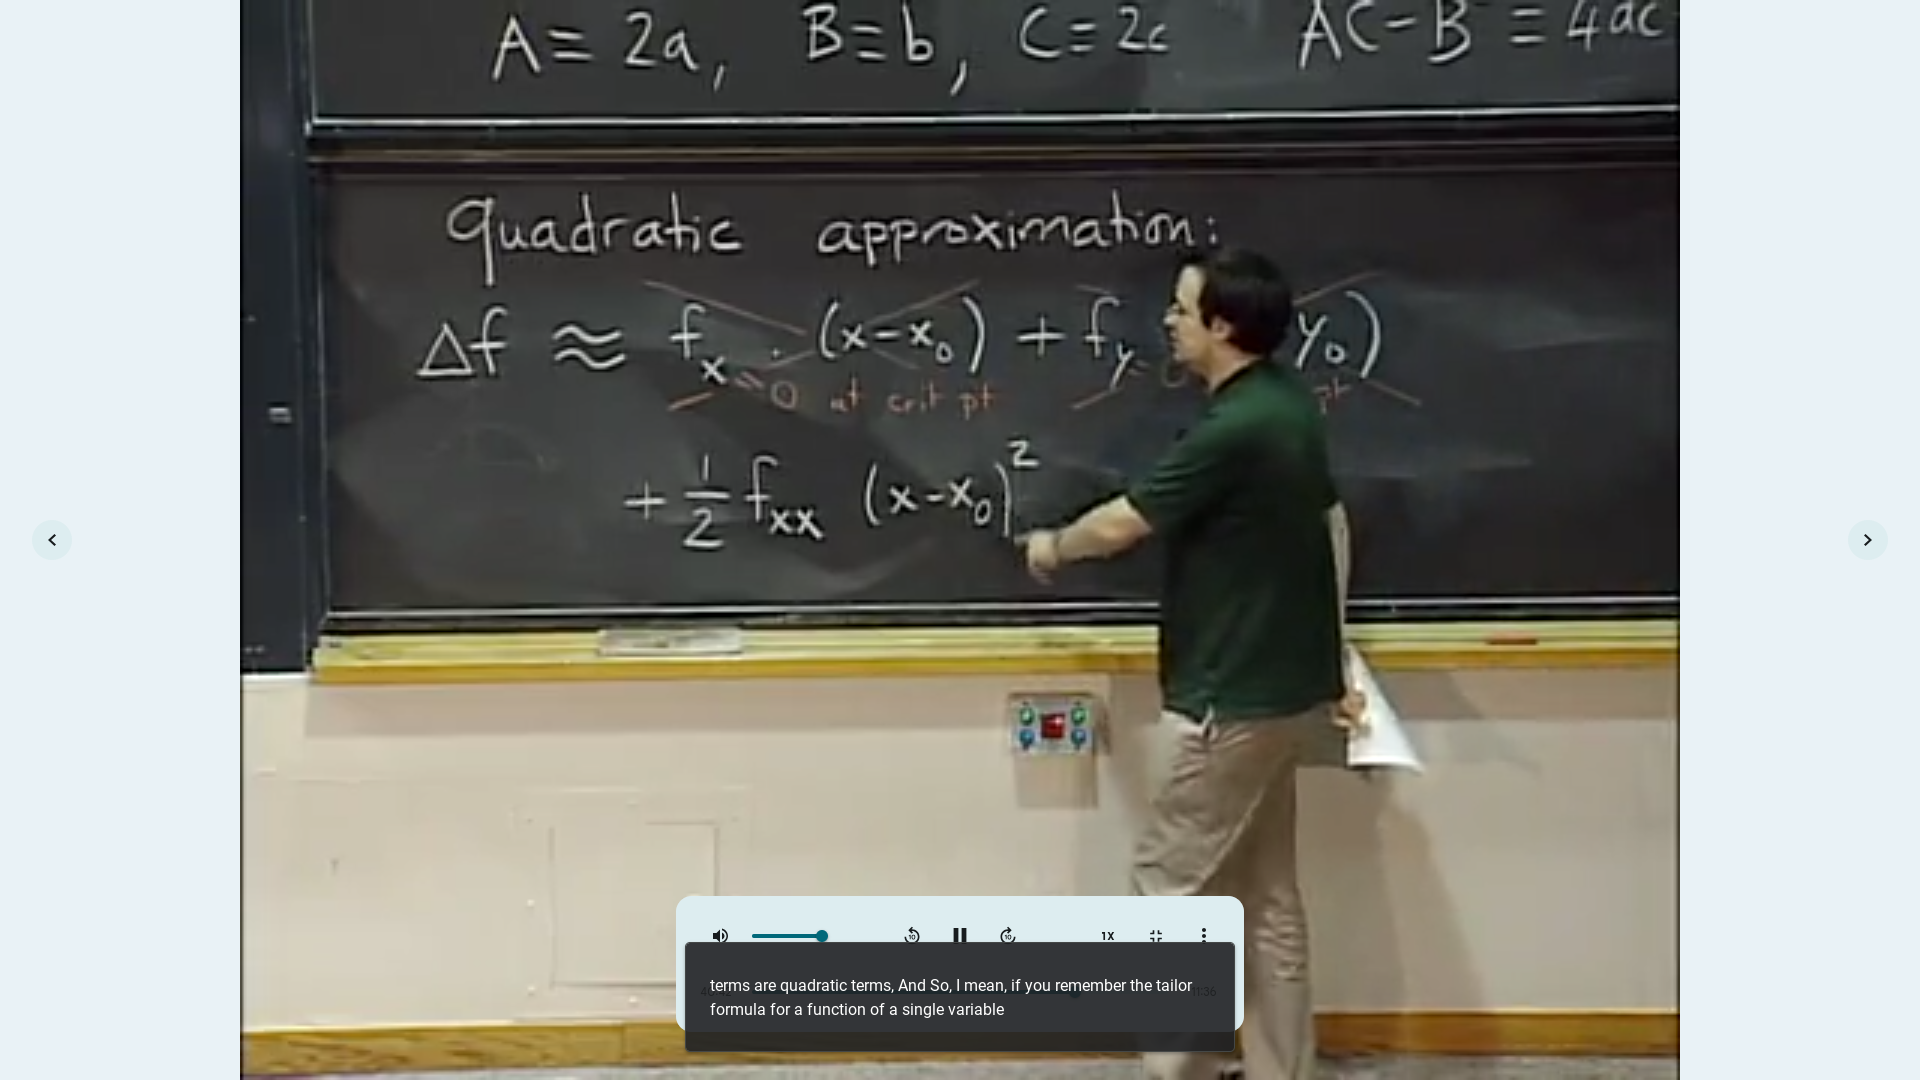 A ≡ 2a, B ≡ b, C ≡ 2c AC-B = 4ac
quadratic approximation:
Δf ≈ fx · (x-x0) + fy y0)
=0 at crit pt = 0 pt
+ 1/2 fxx (x-x0)^2
1X
terms are quadratic terms, And So, I mean, if you remember the tailor
formula for a function of a single variable